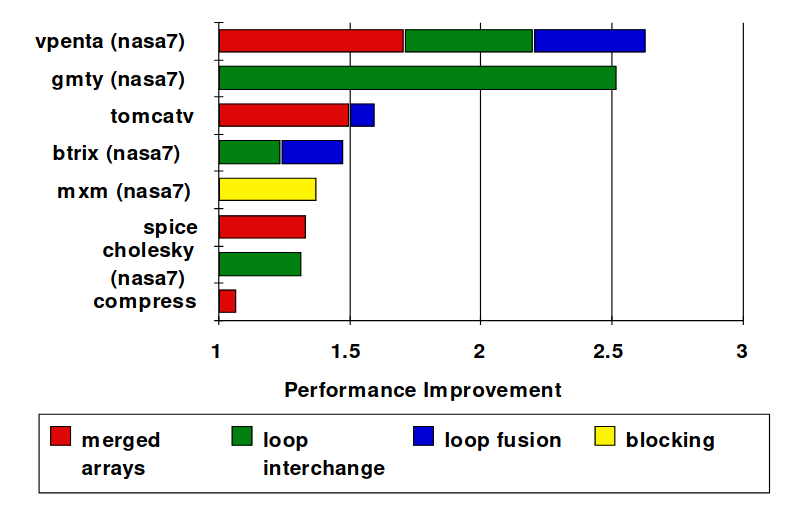 vpenta (nasa7)
gmty (nasa7)
tomcatv
btrix (nasa7)
mxm (nasa7)
spice
cholesky
(nasa7)
compress
1 1.5 2 2.5 3
Performance Improvement
merged
arrays
loop
interchange
loop fusion
blocking